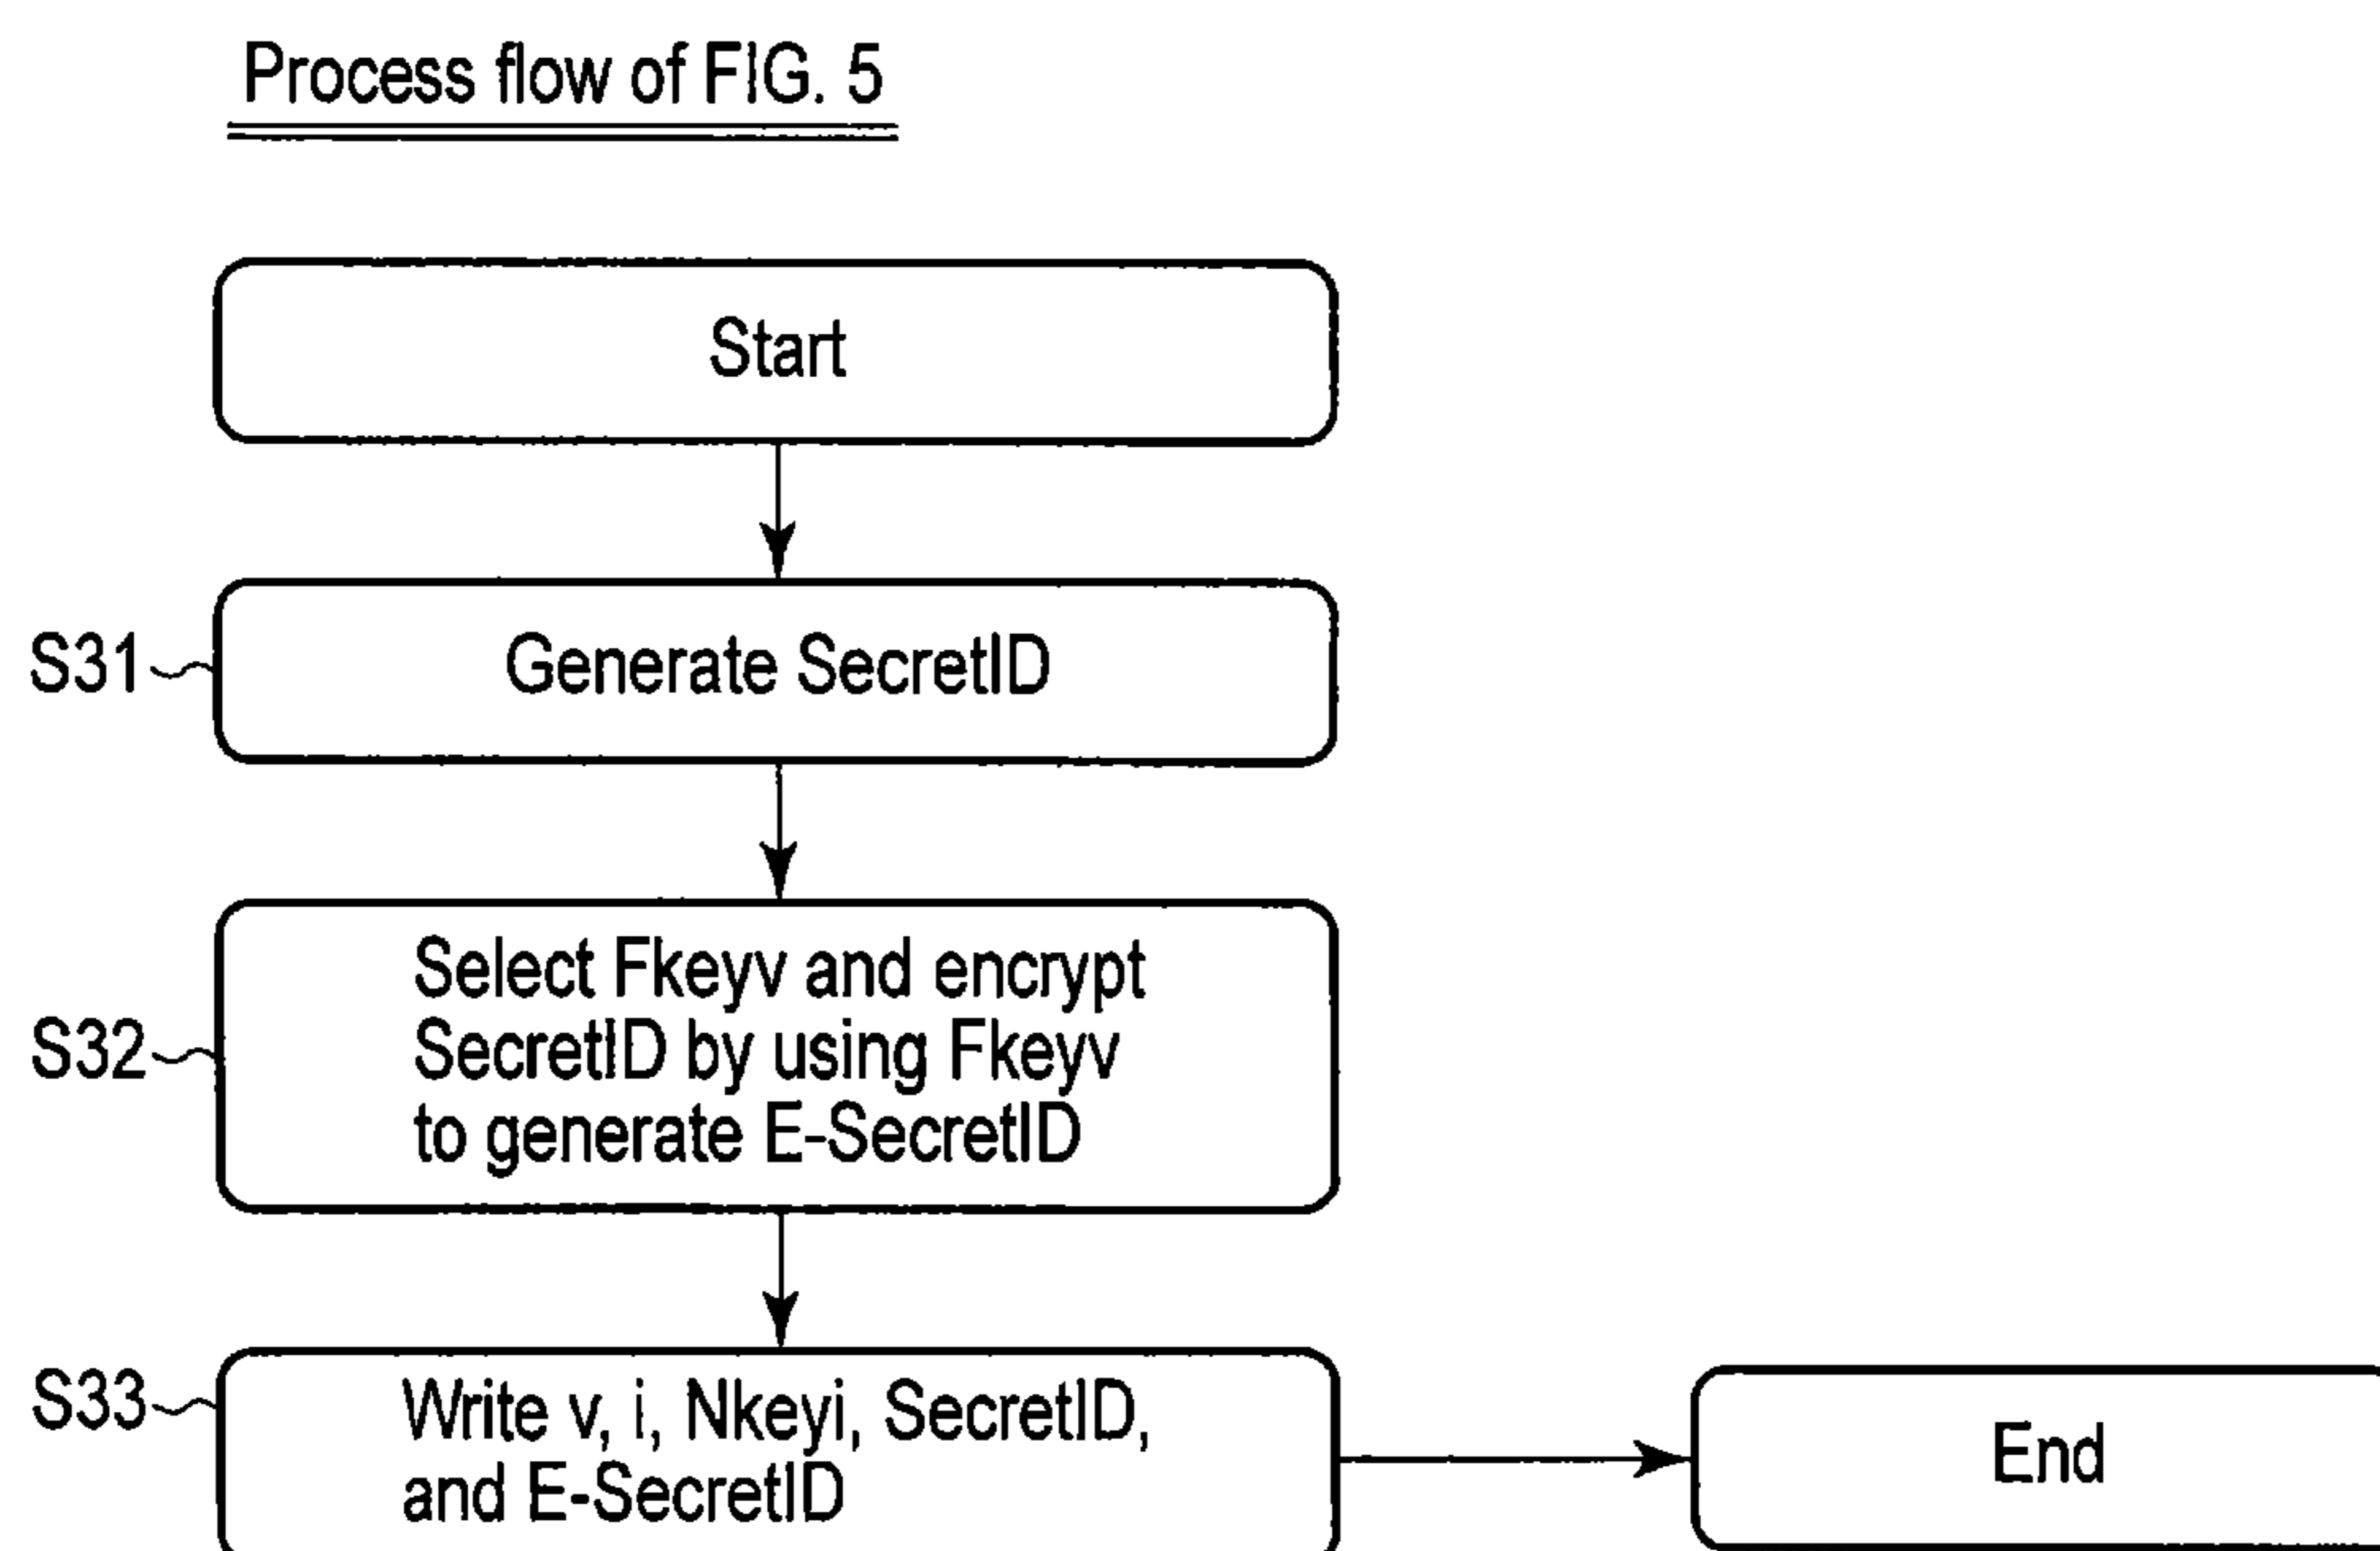 Process flow of FIG. 5
Start
S31
Generate SecretID
S32
Select Fkeyv and encrypt
SecretID by using Fkeyv
to generate E-SecretID
S33
Write v, i, Nkeyi, SecretID,
and E-SecretID
End